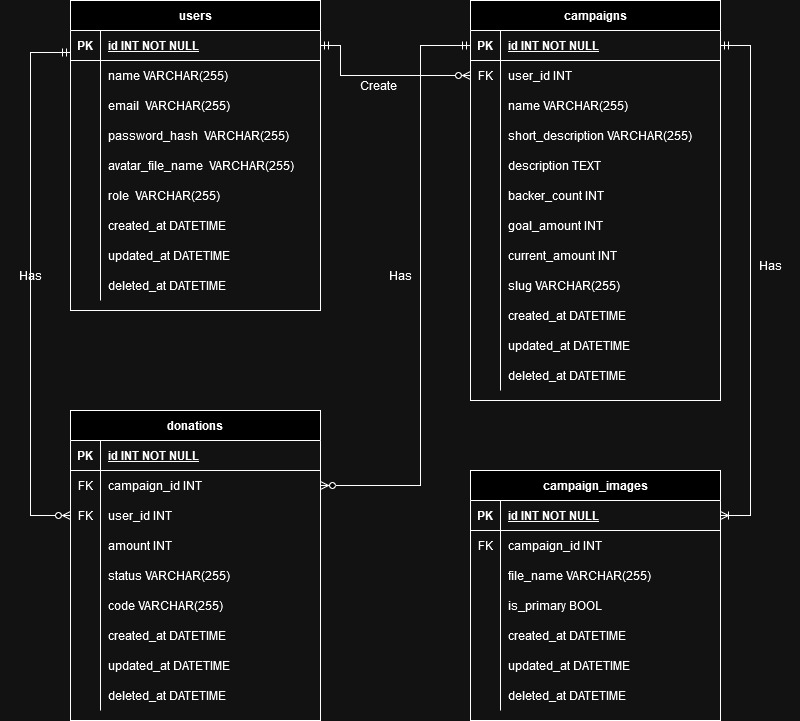 users
PK id INT NOT NULL
name VARCHAR(255)
email VARCHAR(255)
password_hash VARCHAR(255)
avatar_file_name VARCHAR(255)
role VARCHAR(255)
created_at DATETIME
updated_at DATETIME
deleted_at DATETIME
Create
campaigns
PK id INT NOT NULL
FK user_id INT
name VARCHAR(255)
short_description VARCHAR(255)
description TEXT
backer_count INT
goal_amount INT
current_amount INT
slug VARCHAR(255)
created_at DATETIME
updated_at DATETIME
deleted_at DATETIME
Has
Has
Has
donations
PK id INT NOT NULL
FK campaign_id INT
FK user_id INT
amount INT
status VARCHAR(255)
code VARCHAR(255)
created_at DATETIME
updated_at DATETIME
deleted_at DATETIME
campaign_images
PK id INT NOT NULL
FK campaign_id INT
file_name VARCHAR(255)
is_primary BOOL
created_at DATETIME
updated_at DATETIME
deleted_at DATETIME